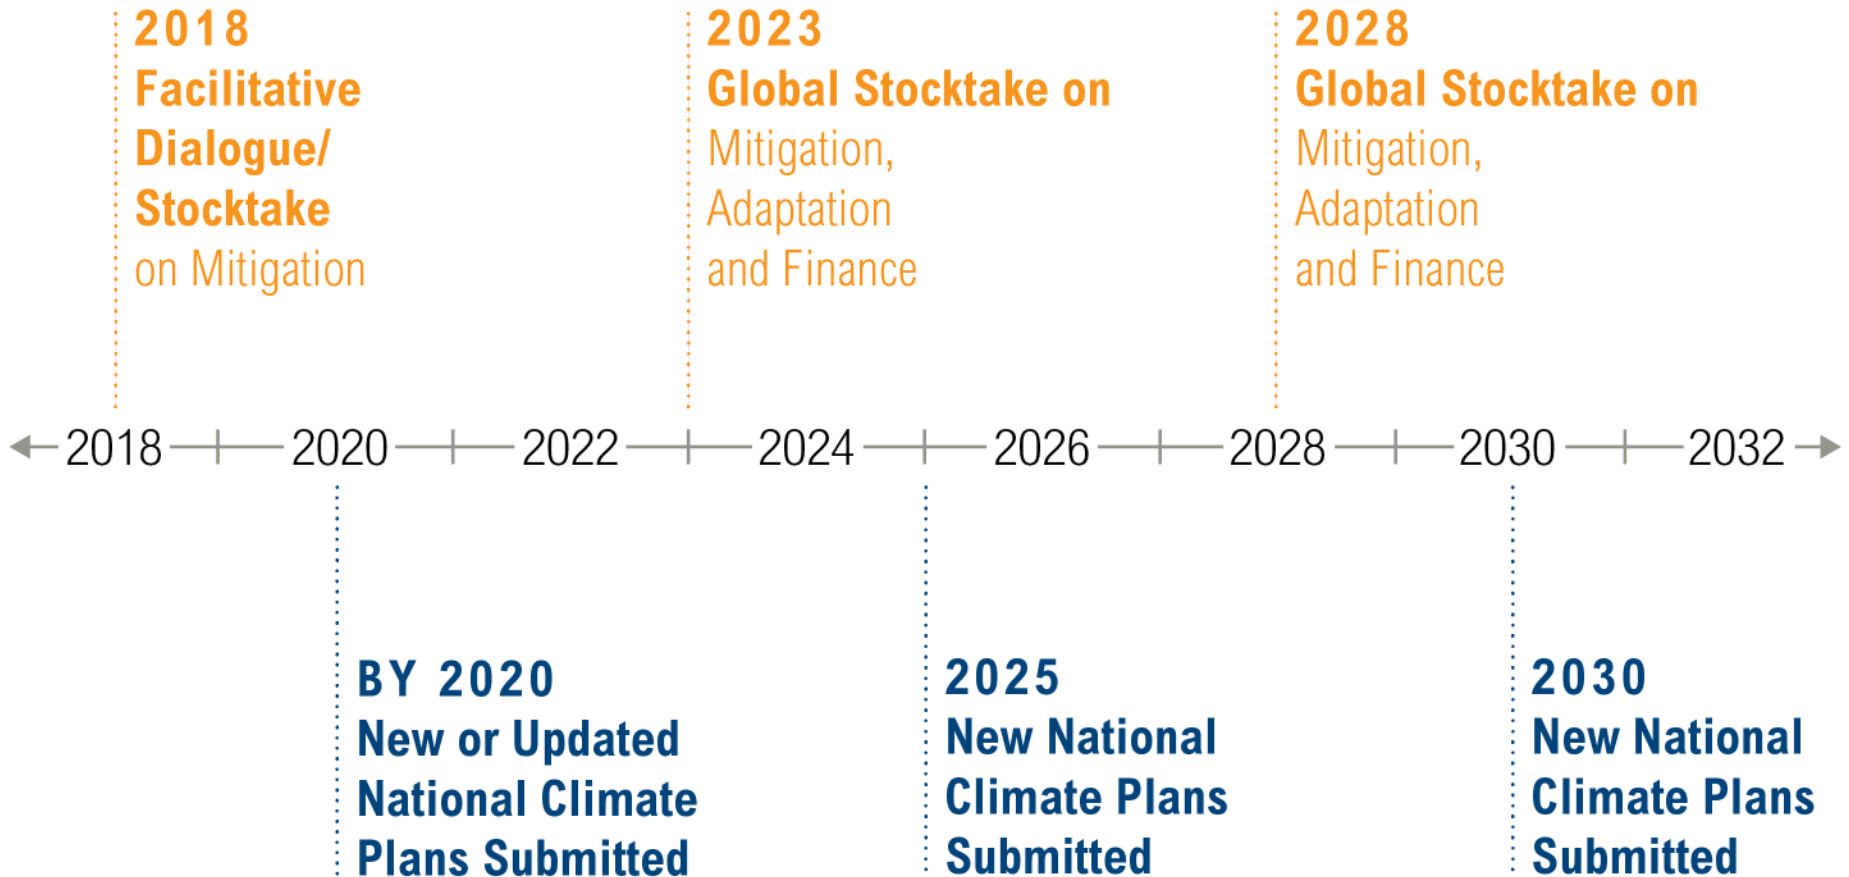 2018
Facilitative
Dialogue/
Stocktake
on Mitigation
2023
Global Stocktake on
Mitigation,
Adaptation
and Finance
2028
Global Stocktake on
Mitigation,
Adaptation
and Finance
2018 2020 2022 2024 2026 2028 2030 2032
BY 2020
New or Updated
National Climate
Plans Submitted
2025
New National
Climate Plans
Submitted
2030
New National
Climate Plans
Submitted